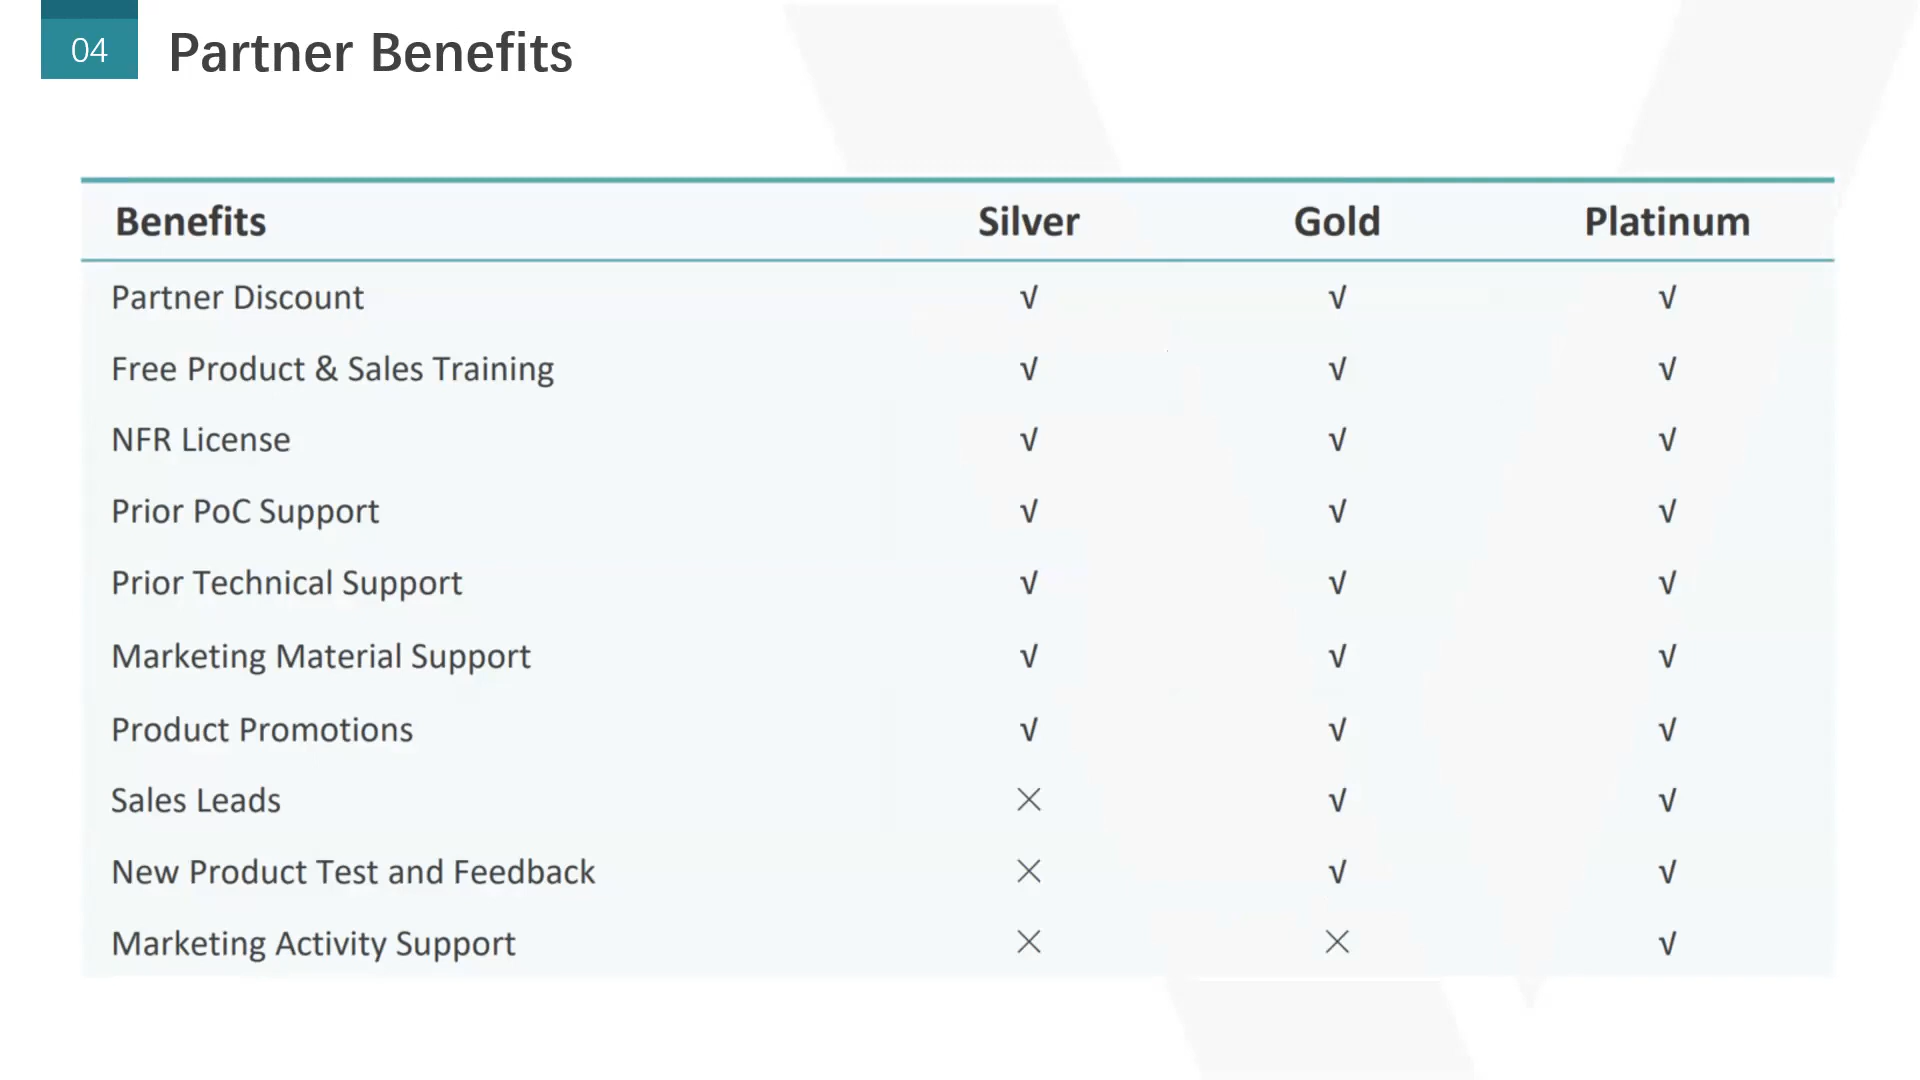 04 Partner Benefits
Benefits Silver Gold Platinum
Partner Discount √ √ √
Free Product & Sales Training √ √ √
NFR License √ √ √
Prior PoC Support √ √ √
Prior Technical Support √ √ √
Marketing Material Support √ √ √
Product Promotions √ √ √
Sales Leads × √ √
New Product Test and Feedback × √ √
Marketing Activity Support × × √